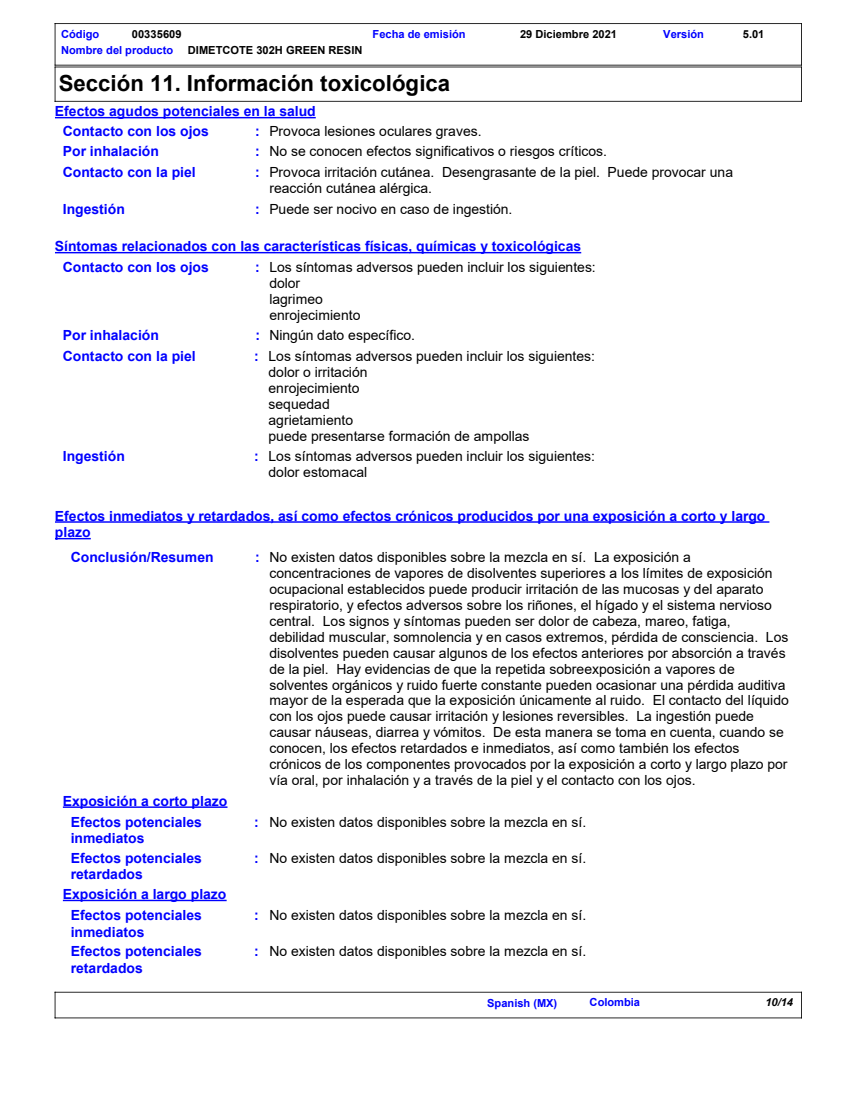 Código 00335609 Fecha de emisión 29 Diciembre 2021 Versión 5.01
Nombre del producto DIMETCOTE 302H GREEN RESIN
Sección 11. Información toxicológica
Efectos agudos potenciales en la salud
Contacto con los ojos : Provoca lesiones oculares graves.
Por inhalación : No se conocen efectos significativos o riesgos críticos.
Contacto con la piel : Provoca irritación cutánea. Desengrasante de la piel. Puede provocar una
reacción cutánea alérgica.
Ingestión : Puede ser nocivo en caso de ingestión.
Síntomas relacionados con las características físicas, químicas y toxicológicas
Contacto con los ojos : Los síntomas adversos pueden incluir los siguientes:
dolor
lagrimeo
enrojecimiento
Por inhalación : Ningún dato específico.
Contacto con la piel : Los síntomas adversos pueden incluir los siguientes:
dolor o irritación
enrojecimiento
sequedad
agrietamiento
puede presentarse formación de ampollas
Ingestión : Los síntomas adversos pueden incluir los siguientes:
dolor estomacal
Efectos inmediatos y retardados, así como efectos crónicos producidos por una exposición a corto y largo
plazo
Conclusión/Resumen : No existen datos disponibles sobre la mezcla en sí. La exposición a
concentraciones de vapores de disolventes superiores a los límites de exposición
ocupacional establecidos puede producir irritación de las mucosas y del aparato
respiratorio, y efectos adversos sobre los riñones, el hígado y el sistema nervioso
central. Los signos y síntomas pueden ser dolor de cabeza, mareo, fatiga,
debilidad muscular, somnolencia y en casos extremos, pérdida de consciencia. Los
disolventes pueden causar algunos de los efectos anteriores por absorción a través
de la piel. Hay evidencias de que la repetida sobreexposición a vapores de
solventes orgánicos y ruido fuerte constante pueden ocasionar una pérdida auditiva
mayor de la esperada que la exposición únicamente al ruido. El contacto del líquido
con los ojos puede causar irritación y lesiones reversibles. La ingestión puede
causar náuseas, diarrea y vómitos. De esta manera se toma en cuenta, cuando se
conocen, los efectos retardados e inmediatos, así como también los efectos
crónicos de los componentes provocados por la exposición a corto y largo plazo por
vía oral, por inhalación y a través de la piel y el contacto con los ojos.
Exposición a corto plazo
Efectos potenciales : No existen datos disponibles sobre la mezcla en sí.
inmediatos
Efectos potenciales : No existen datos disponibles sobre la mezcla en sí.
retardados
Exposición a largo plazo
Efectos potenciales : No existen datos disponibles sobre la mezcla en sí.
inmediatos
Efectos potenciales : No existen datos disponibles sobre la mezcla en sí.
retardados
Spanish (MX) Colombia 10/14